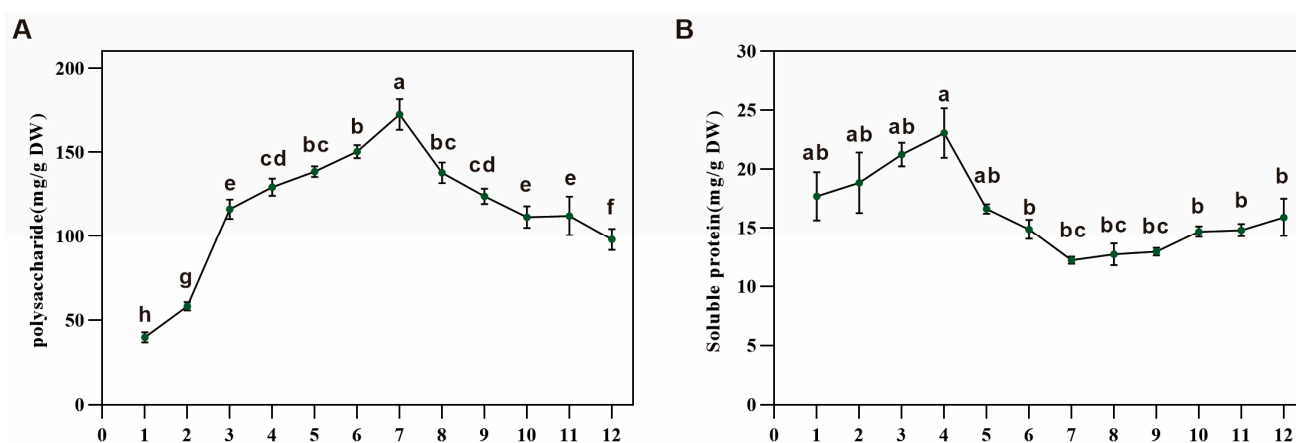 A
polysaccharide(mg/g DW)
200
150
100
50
0
h
g
e
cd
bc
b
a
bc
cd
e
e
f
0 1 2 3 4 5 6 7 8 9 10 11 12
B
Soluble protein(mg/g DW)
30
25
20
15
10
5
0
ab
ab
ab
a
ab
b
bc
bc
bc
b
b
b
0 1 2 3 4 5 6 7 8 9 10 11 12